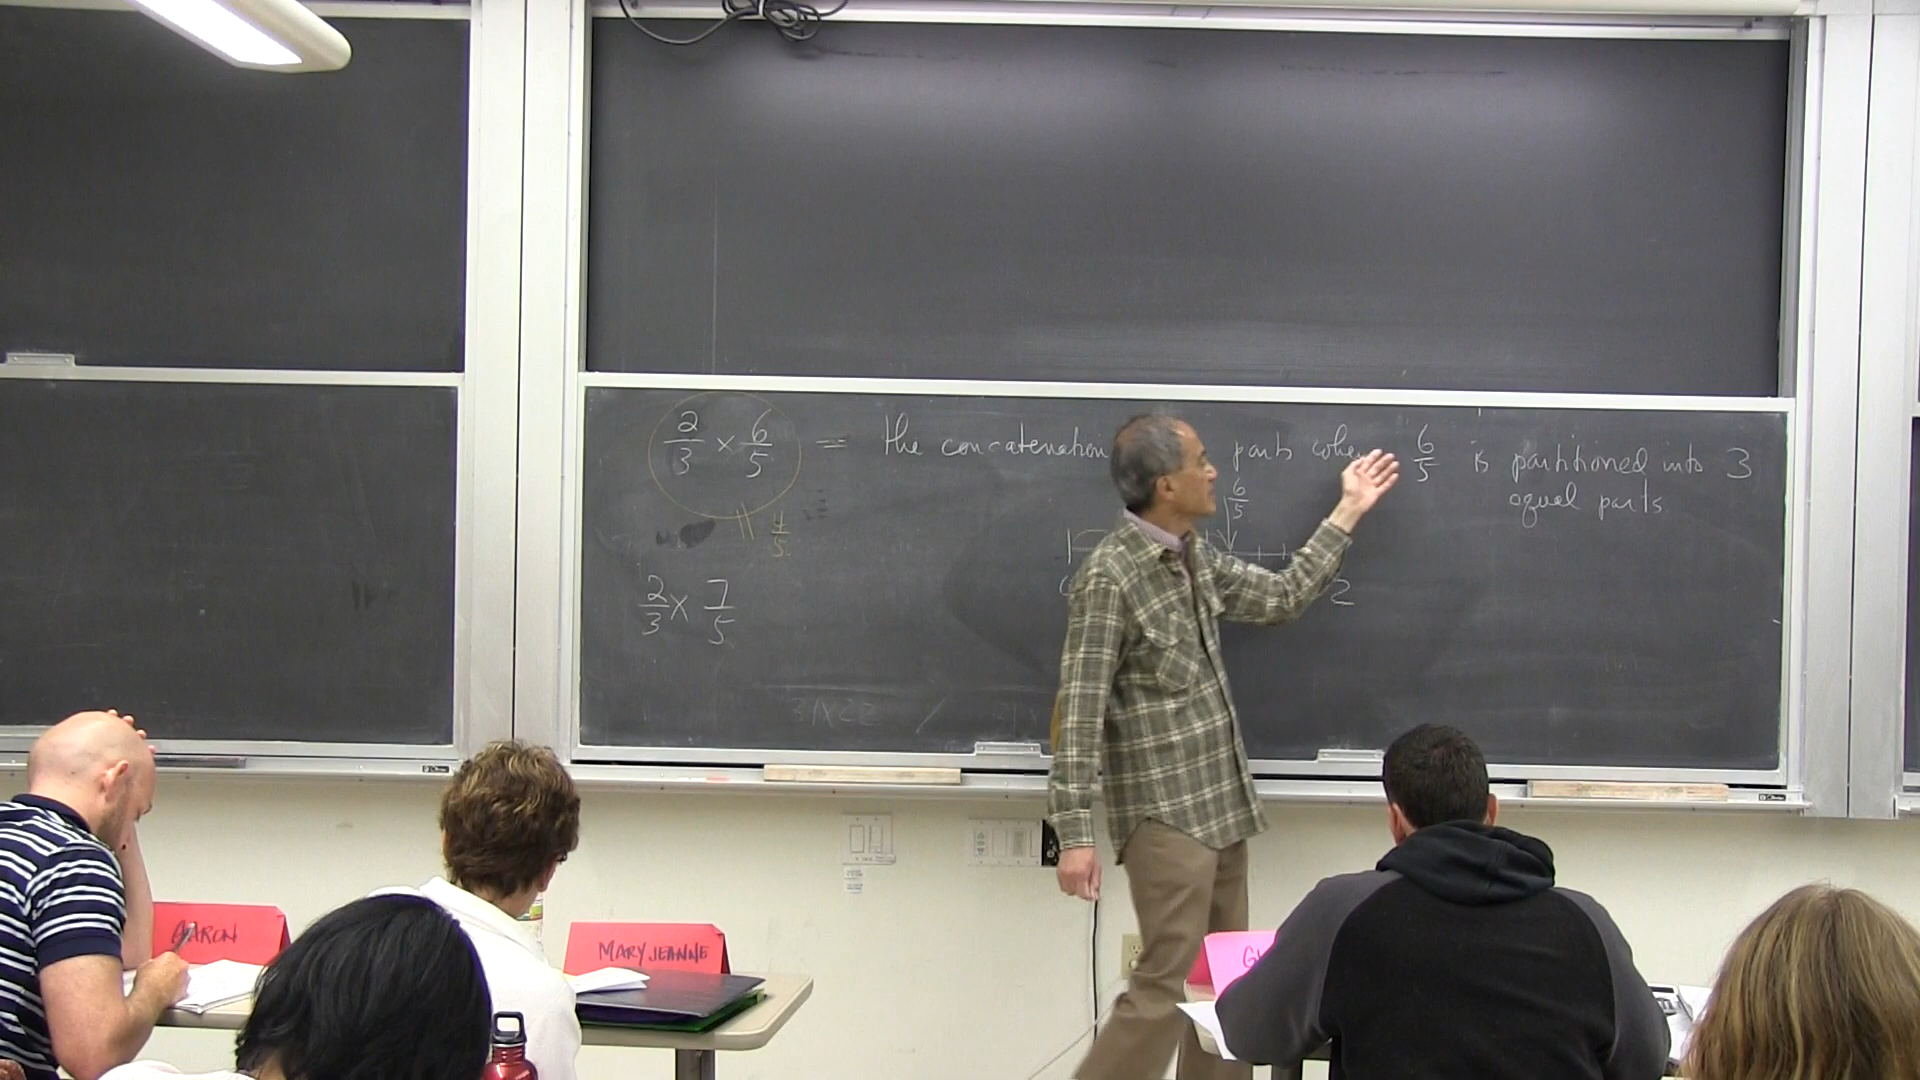 2/3 × 6/5 = the concatenation parts when 6/5 is partitioned into 3
equal parts
6/5
4/5
2
2/3 × 7/5
AARON
MARY JEANNE